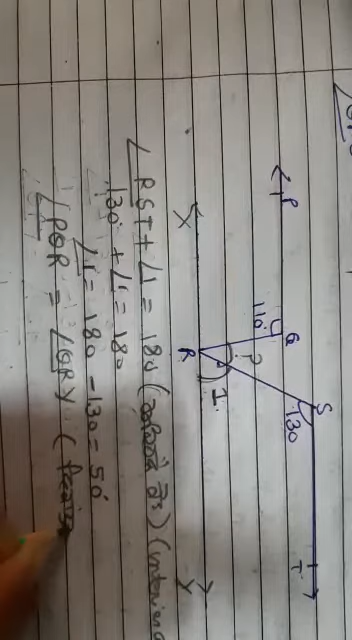 P Q S T
110° 130
? 1
X R Y
∠RST + ∠1 = 180 (interior
130° + ∠1 = 180
∠1 = 180 - 130 = 50°
∠PQR = ∠QRY (